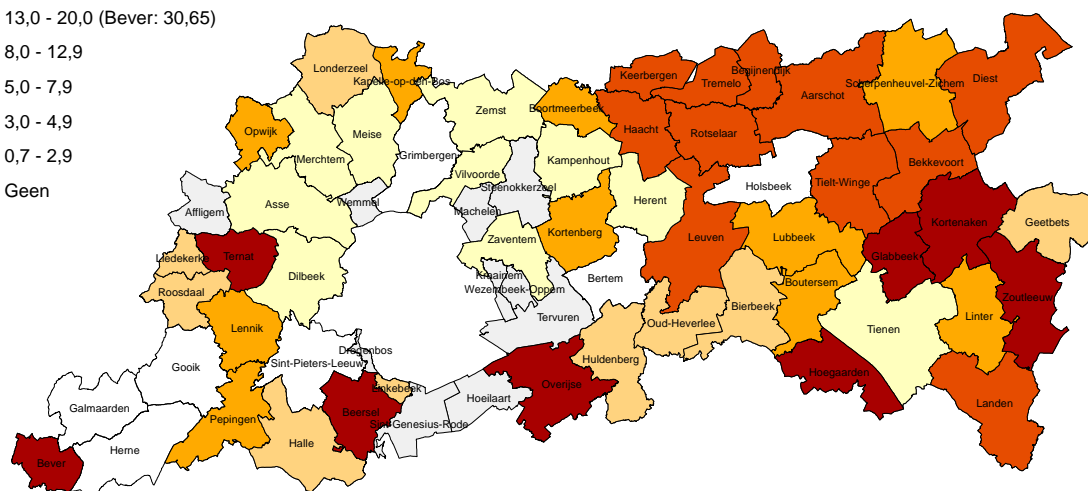 13,0 - 20,0 (Bever: 30,65)
8,0 - 12,9
5,0 - 7,9
3,0 - 4,9
0,7 - 2,9
Geen
Londerzeel
Kapelle-op-den-Bos
Zemst
Boortmeerbeek
Keerbergen
Tremelo
Begijnendijk
Aarschot
Scherpenheuvel-Zichem
Diest
Opwijk
Merchtem
Meise
Grimbergen
Haacht
Rotselaar
Vilvoorde
Steenokkerzeel
Kampenhout
Holsbeek
Tielt-Winge
Bekkevoort
Affligem
Asse
Wemmel
Machelen
Herent
Kortenaken
Geetbets
Liedekerke
Ternat
Dilbeek
Zaventem
Kortenberg
Leuven
Lubbeek
Glabbeek
Roosdaal
Kraainem
Wezembeek-Oppem
Bertem
Boutersem
Zoutleeuw
Lennik
Tervuren
Oud-Heverlee
Bierbeek
Tienen
Linter
Gooik
Drogenbos
Sint-Pieters-Leeuw
Huldenberg
Hoegaarden
Linkebeek
Overijse
Galmaarden
Pepingen
Beersel
Hoeilaart
Sint-Genesius-Rode
Landen
Herne
Halle
Bever